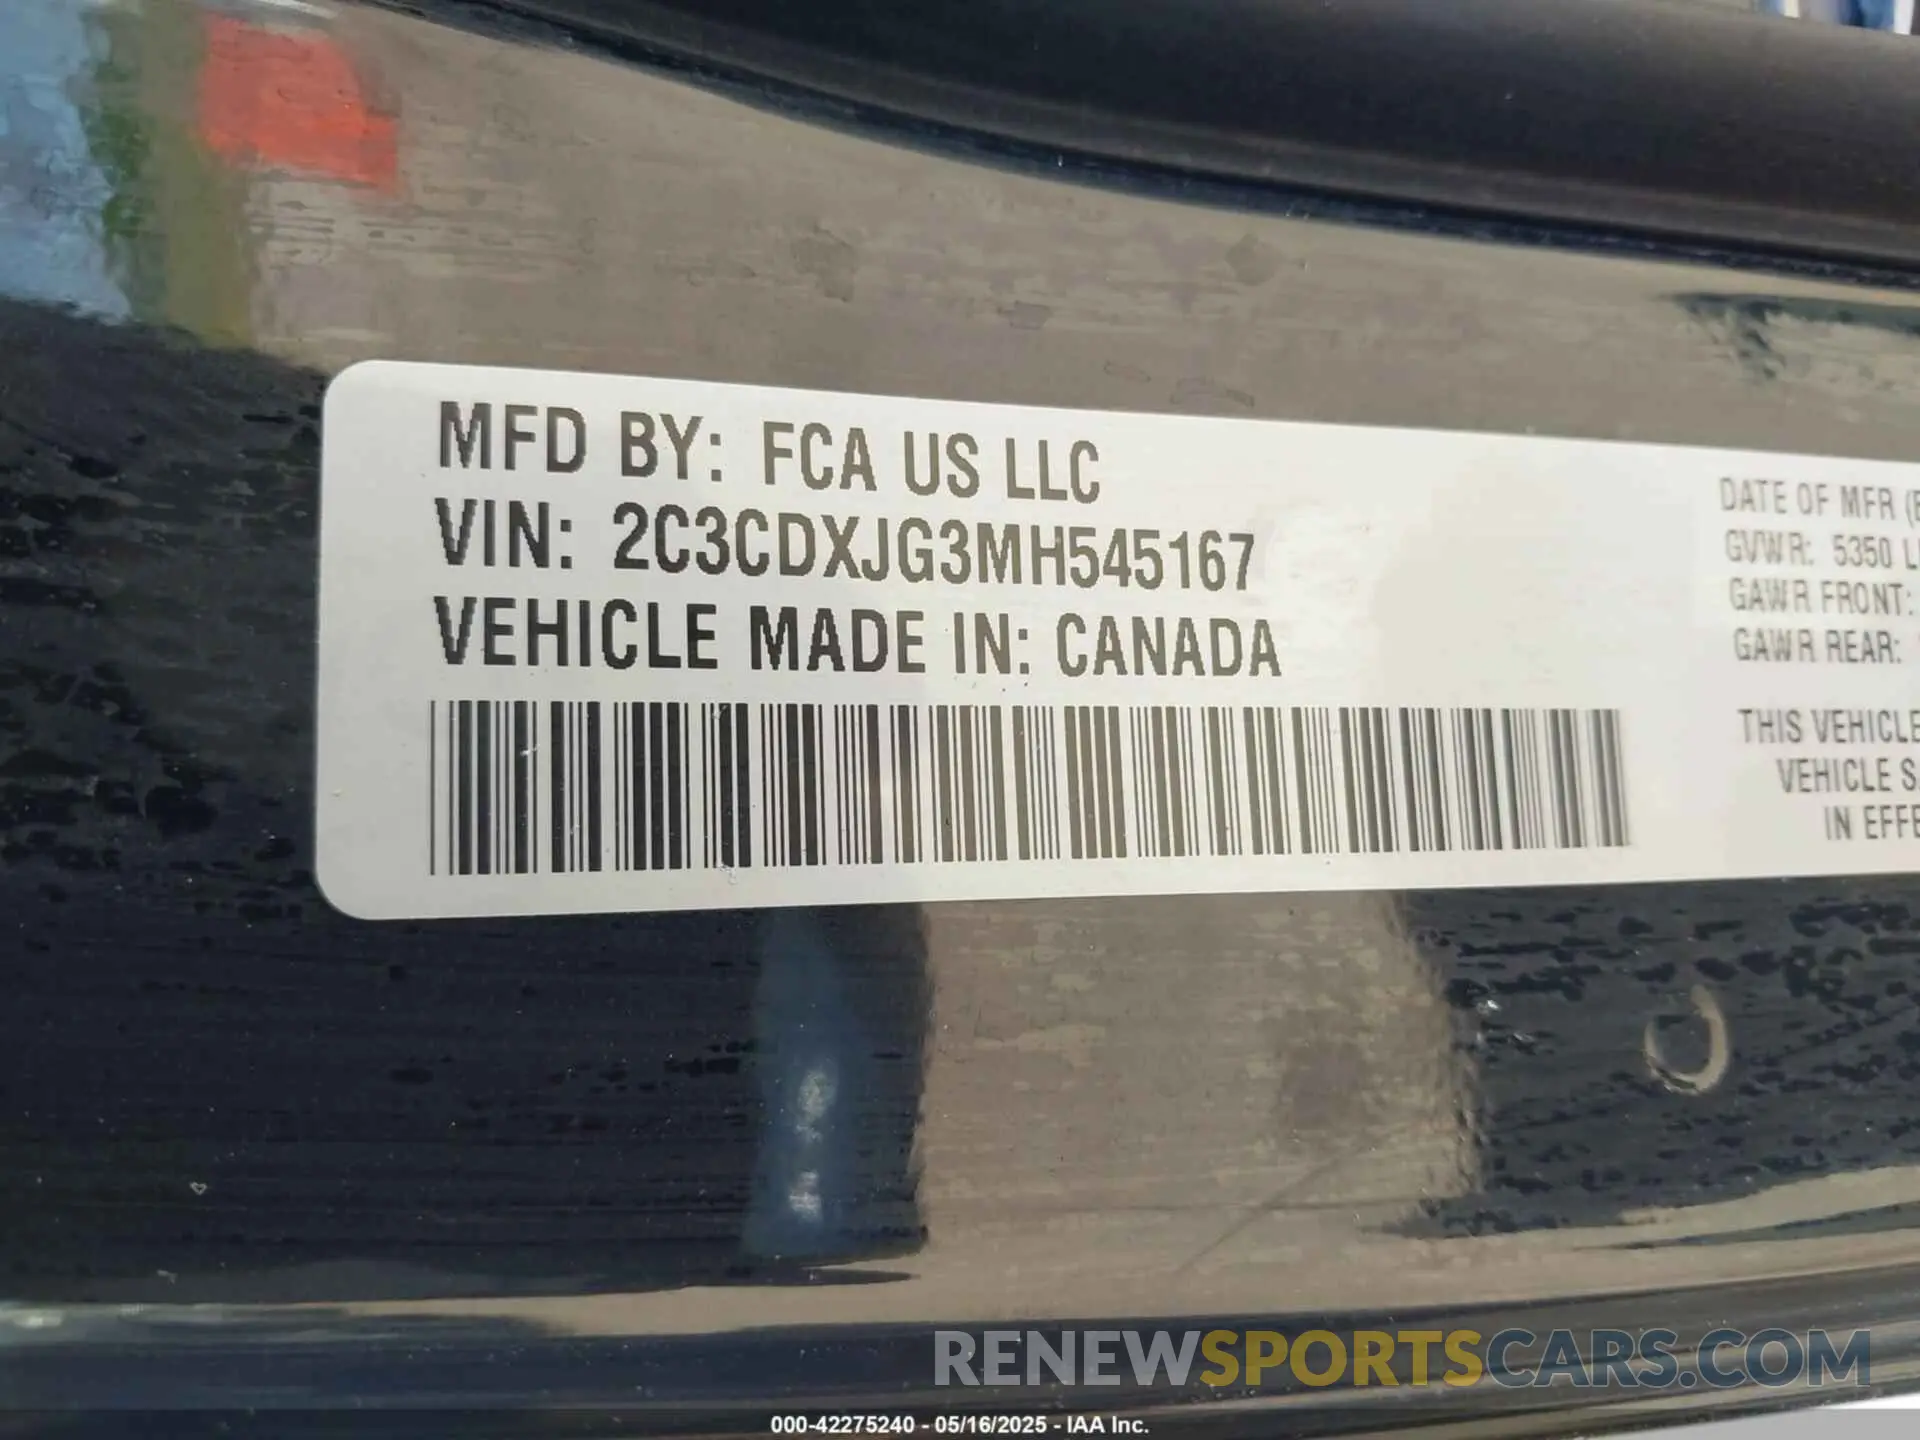 MFD BY: FCA US LLC
VIN: 2C3CDXJG3MH545167
VEHICLE MADE IN: CANADA
DATE OF MFR
GVWR: 5350
GAWR FRONT:
GAWR REAR:
THIS VEHICLE
VEHICLE
IN
RENEWSPORTSCARS.COM
000-42275240 - 05/16/2025 - IAA Inc.